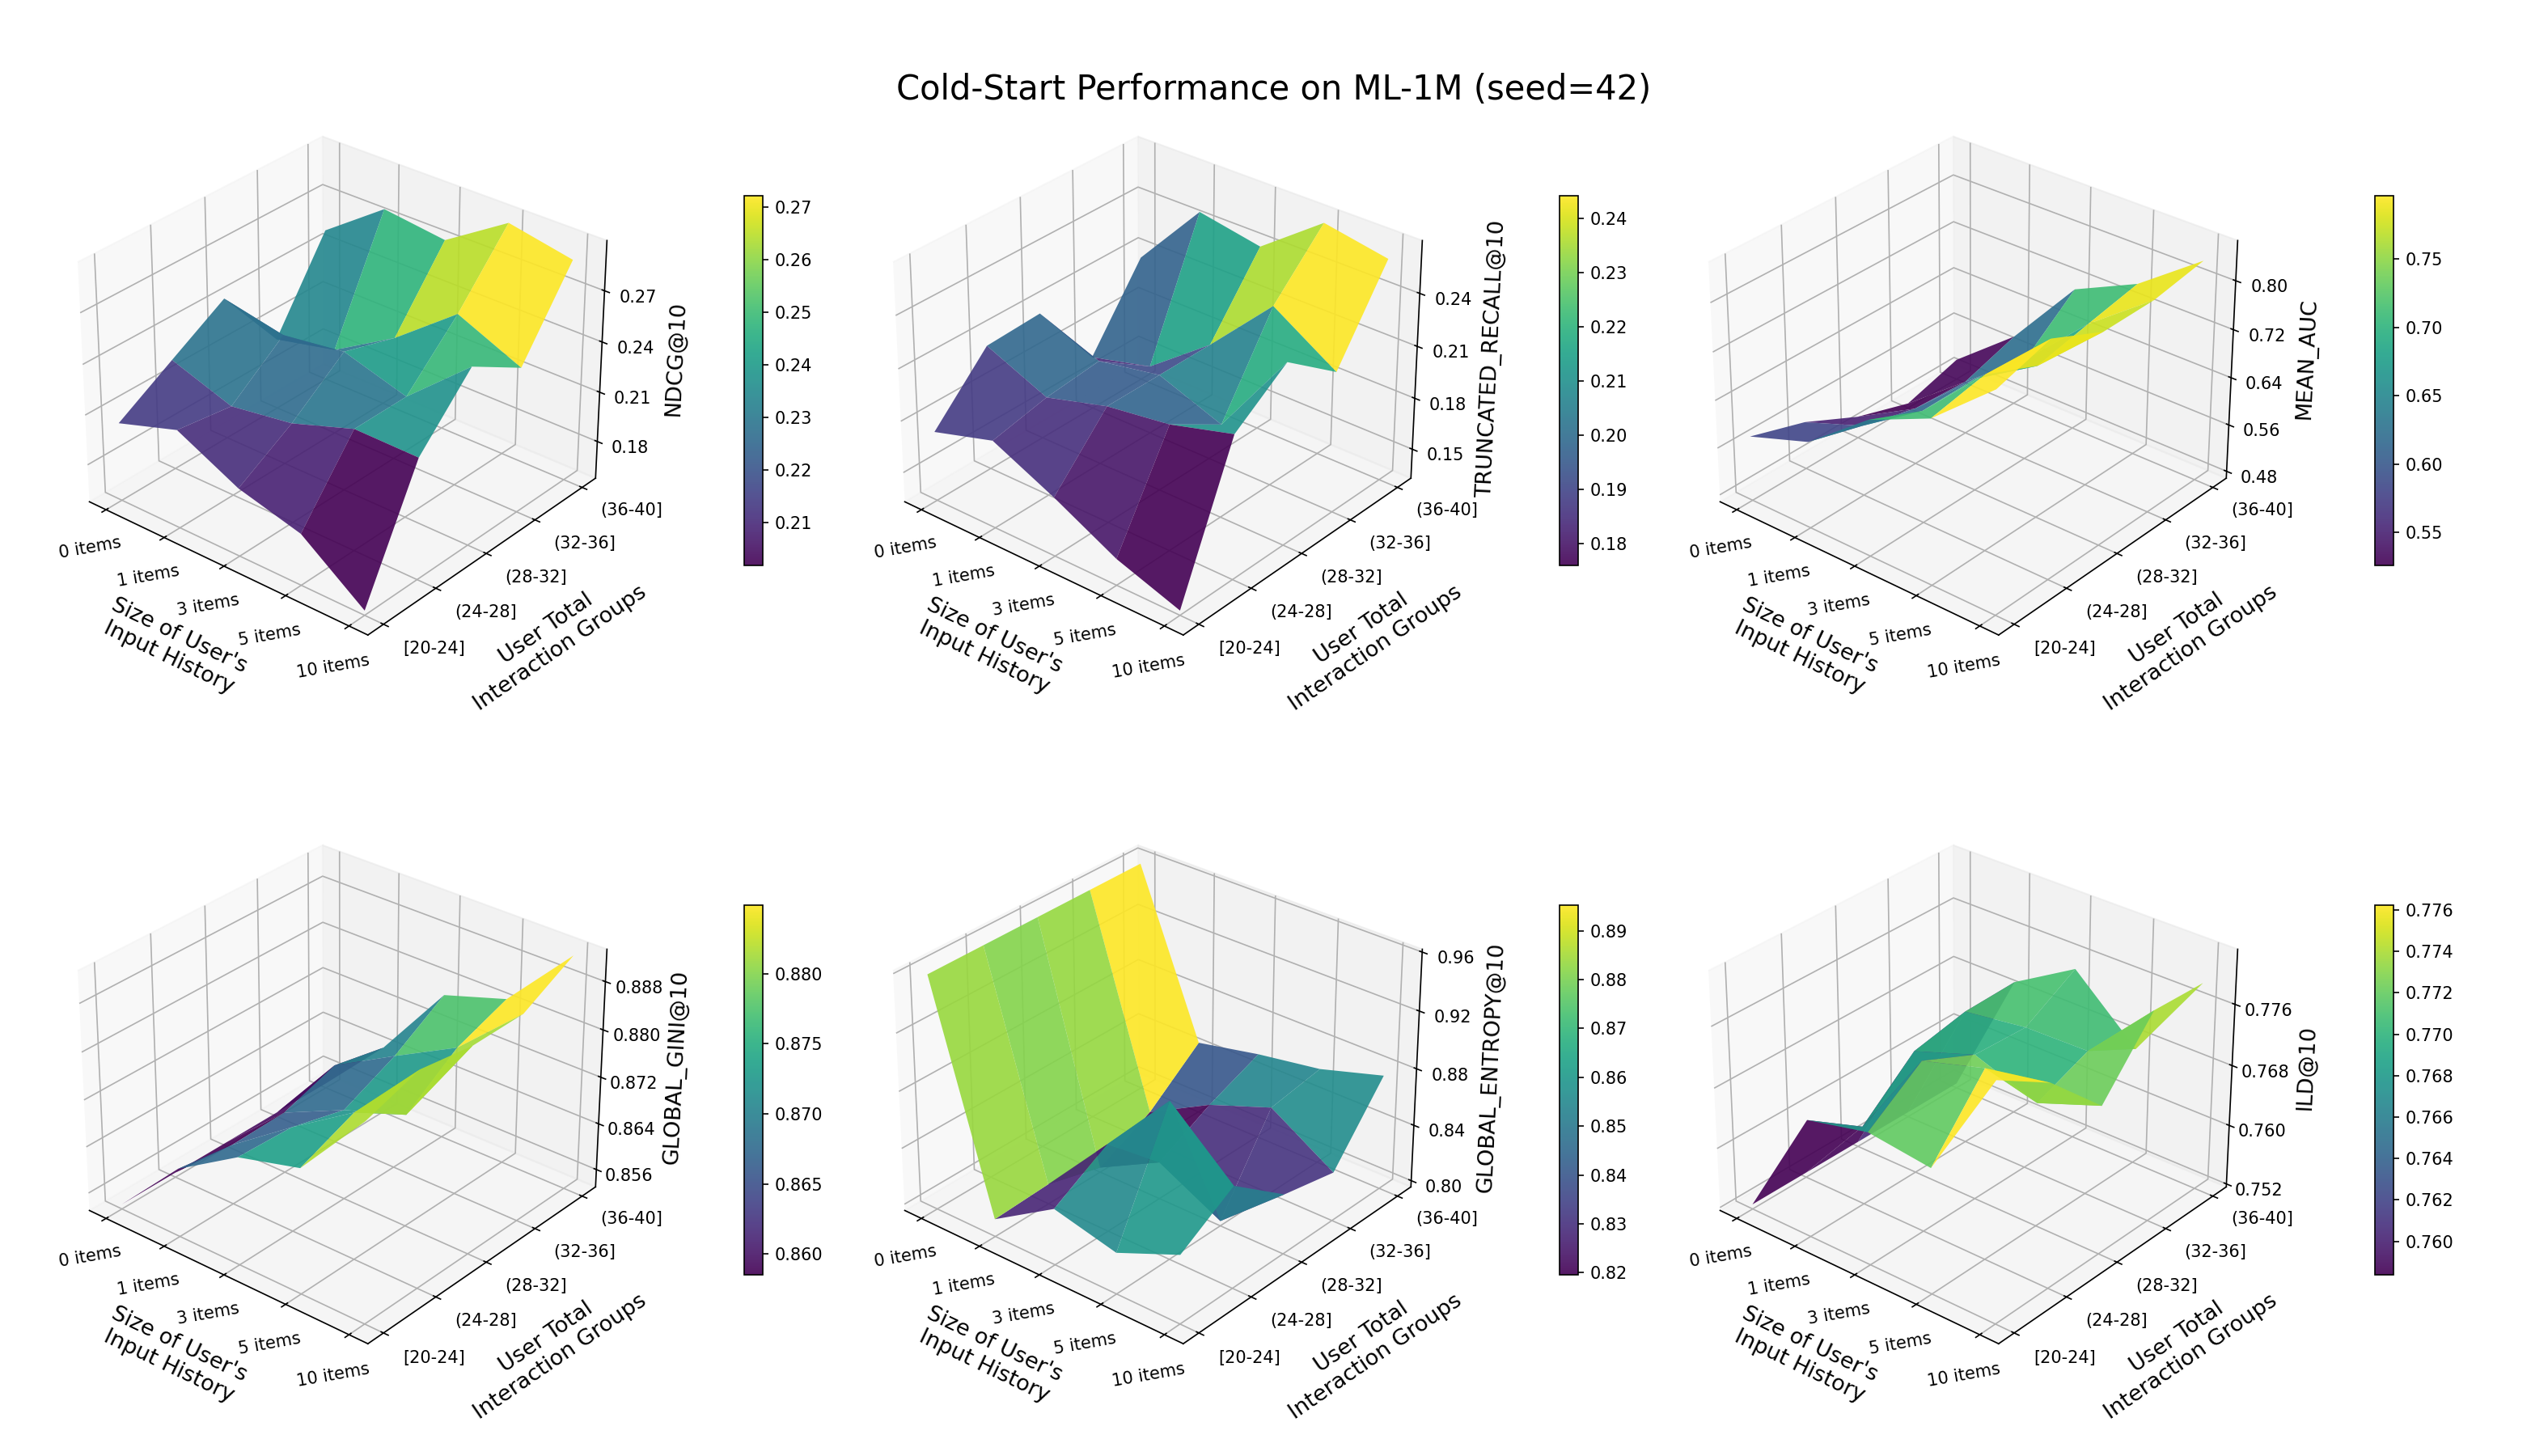 Cold-Start Performance on ML-1M (seed=42)
0.27
0.26
0.25
0.24
0.23
0.22
0.21
0.27
0.24
0.21
0.18
NDCG@10
0 items
1 items
3 items
5 items
10 items
Size of User's
Input History
[20-24]
(24-28]
(28-32]
(32-36]
(36-40]
User Total
Interaction Groups
0.24
0.23
0.22
0.21
0.20
0.19
0.18
0.24
0.21
0.18
0.15
TRUNCATED_RECALL@10
0 items
1 items
3 items
5 items
10 items
Size of User's
Input History
[20-24]
(24-28]
(28-32]
(32-36]
(36-40]
User Total
Interaction Groups
0.75
0.70
0.65
0.60
0.55
0.80
0.72
0.64
0.56
0.48
MEAN_AUC
0 items
1 items
3 items
5 items
10 items
Size of User's
Input History
[20-24]
(24-28]
(28-32]
(32-36]
(36-40]
User Total
Interaction Groups
0.880
0.875
0.870
0.865
0.860
0.888
0.880
0.872
0.864
0.856
GLOBAL_GINI@10
0 items
1 items
3 items
5 items
10 items
Size of User's
Input History
[20-24]
(24-28]
(28-32]
(32-36]
(36-40]
User Total
Interaction Groups
0.89
0.88
0.87
0.86
0.85
0.84
0.83
0.82
0.96
0.92
0.88
0.84
0.80
GLOBAL_ENTROPY@10
0 items
1 items
3 items
5 items
10 items
Size of User's
Input History
[20-24]
(24-28]
(28-32]
(32-36]
(36-40]
User Total
Interaction Groups
0.776
0.774
0.772
0.770
0.768
0.766
0.764
0.762
0.760
0.776
0.768
0.760
0.752
ILD@10
0 items
1 items
3 items
5 items
10 items
Size of User's
Input History
[20-24]
(24-28]
(28-32]
(32-36]
(36-40]
User Total
Interaction Groups